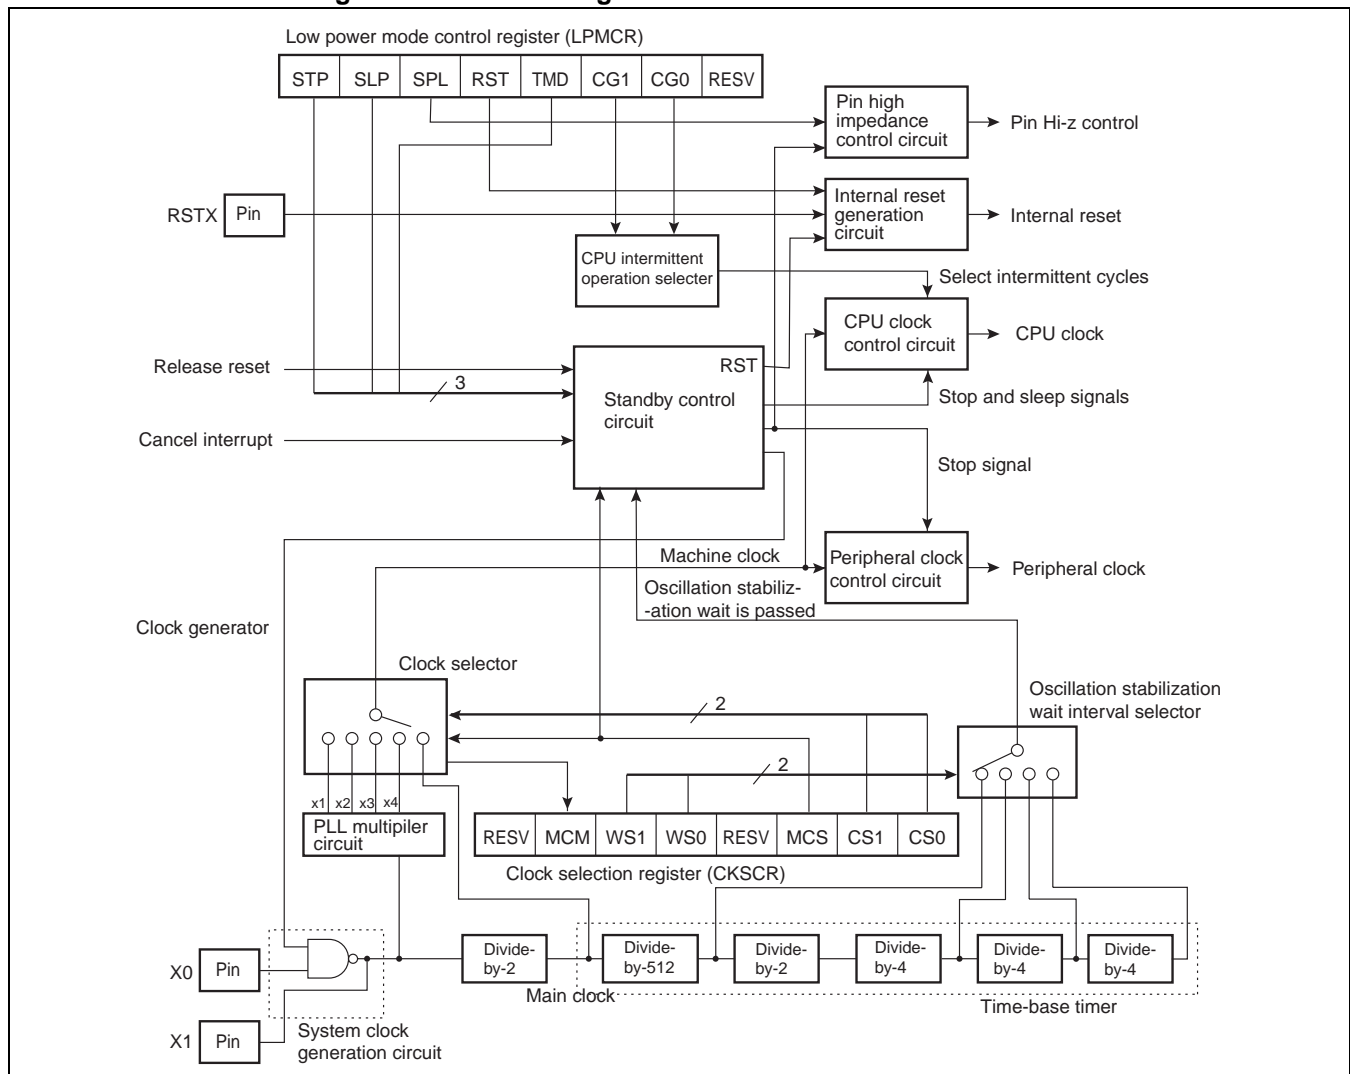 Low power mode control register (LPMCR)
STP SLP SPL RST TMD CG1 CG0 RESV
Pin high
impedance
control circuit
Pin Hi-z control
RSTX Pin
Internal reset
generation
circuit
Internal reset
CPU intermittent
operation selecter
Select intermittent cycles
CPU clock
control circuit
CPU clock
Release reset
RST
3
Standby control
circuit
Stop and sleep signals
Cancel interrupt
Stop signal
Machine clock
Peripheral clock
control circuit
Peripheral clock
Oscillation stabiliz-
-ation wait is passed
Clock generator
Clock selector
Oscillation stabilization
wait interval selector
2
2
x1 x2 x3 x4
PLL multipiler
circuit
RESV MCM WS1 WS0 RESV MCS CS1 CS0
Clock selection register (CKSCR)
X0 Pin
Divide-
by-2
Divide-
by-512
Divide-
by-2
Divide-
by-4
Divide-
by-4
Divide-
by-4
Main clock
Time-base timer
X1 Pin
System clock
generation circuit